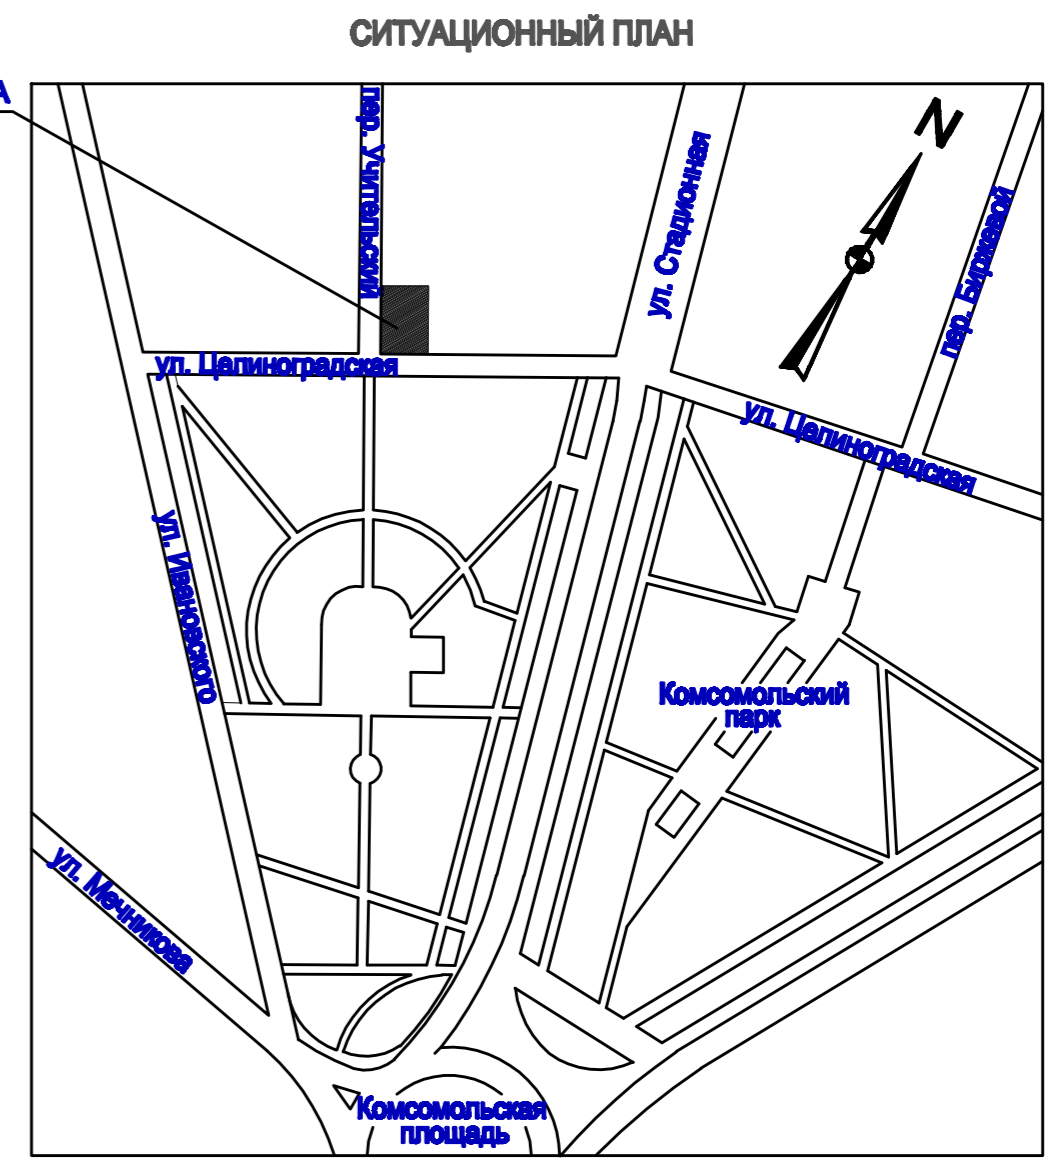 СИТУАЦИОННЫЙ ПЛАН
А
пер. Учительский
N
ул. Стадионная
пер. Биржевой
ул. Целиноградская
ул. Целиноградская
ул. Ивановского
Комсомольский
парк
ул. Мечникова
Комсомольская
площадь